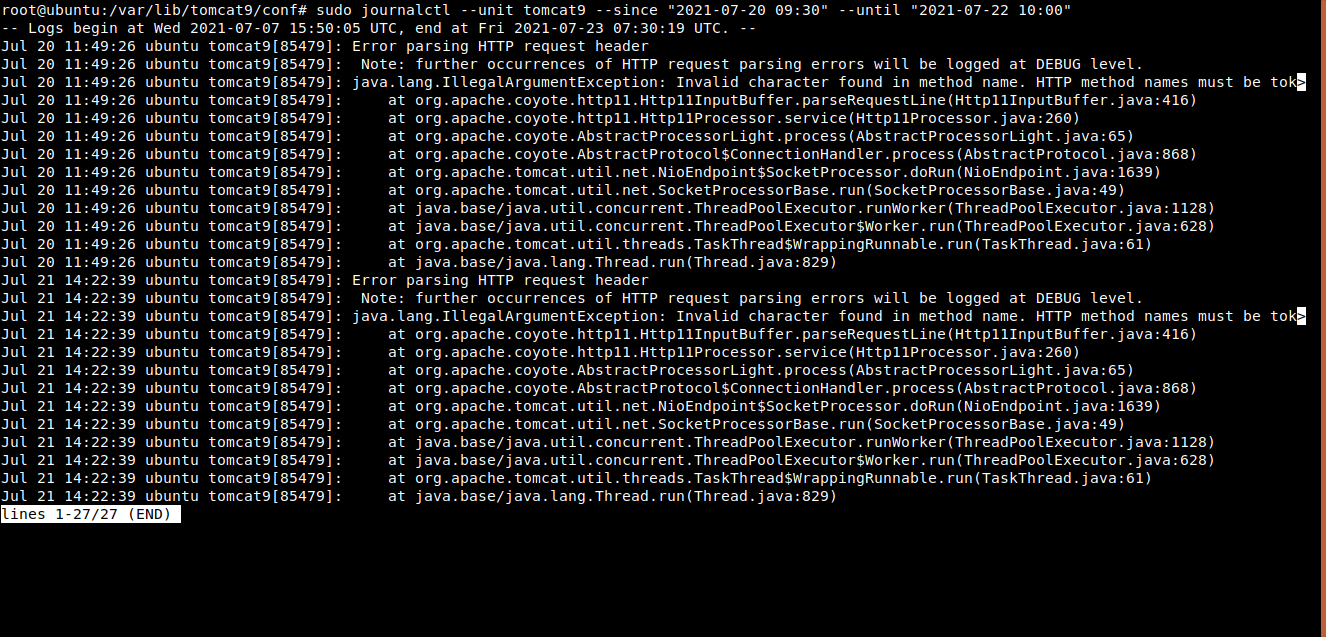 root@ubuntu:/var/lib/tomcat9/conf# sudo journalctl --unit tomcat9 --since "2021-07-20 09:30" --until "2021-07-22 10:00"
-- Logs begin at Wed 2021-07-07 15:50:05 UTC, end at Fri 2021-07-23 07:30:19 UTC. --
Jul 20 11:49:26 ubuntu tomcat9[85479]: Error parsing HTTP request header
Jul 20 11:49:26 ubuntu tomcat9[85479]:  Note: further occurrences of HTTP request parsing errors will be logged at DEBUG level.
Jul 20 11:49:26 ubuntu tomcat9[85479]: java.lang.IllegalArgumentException: Invalid character found in method name. HTTP method names must be tok>
Jul 20 11:49:26 ubuntu tomcat9[85479]:     at org.apache.coyote.http11.Http11InputBuffer.parseRequestLine(Http11InputBuffer.java:416)
Jul 20 11:49:26 ubuntu tomcat9[85479]:     at org.apache.coyote.http11.Http11Processor.service(Http11Processor.java:260)
Jul 20 11:49:26 ubuntu tomcat9[85479]:     at org.apache.coyote.AbstractProcessorLight.process(AbstractProcessorLight.java:65)
Jul 20 11:49:26 ubuntu tomcat9[85479]:     at org.apache.coyote.AbstractProtocol$ConnectionHandler.process(AbstractProtocol.java:868)
Jul 20 11:49:26 ubuntu tomcat9[85479]:     at org.apache.tomcat.util.net.NioEndpoint$SocketProcessor.doRun(NioEndpoint.java:1639)
Jul 20 11:49:26 ubuntu tomcat9[85479]:     at org.apache.tomcat.util.net.SocketProcessorBase.run(SocketProcessorBase.java:49)
Jul 20 11:49:26 ubuntu tomcat9[85479]:     at java.base/java.util.concurrent.ThreadPoolExecutor.runWorker(ThreadPoolExecutor.java:1128)
Jul 20 11:49:26 ubuntu tomcat9[85479]:     at java.base/java.util.concurrent.ThreadPoolExecutor$Worker.run(ThreadPoolExecutor.java:628)
Jul 20 11:49:26 ubuntu tomcat9[85479]:     at org.apache.tomcat.util.threads.TaskThread$WrappingRunnable.run(TaskThread.java:61)
Jul 20 11:49:26 ubuntu tomcat9[85479]:     at java.base/java.lang.Thread.run(Thread.java:829)
Jul 21 14:22:39 ubuntu tomcat9[85479]: Error parsing HTTP request header
Jul 21 14:22:39 ubuntu tomcat9[85479]:  Note: further occurrences of HTTP request parsing errors will be logged at DEBUG level.
Jul 21 14:22:39 ubuntu tomcat9[85479]: java.lang.IllegalArgumentException: Invalid character found in method name. HTTP method names must be tok>
Jul 21 14:22:39 ubuntu tomcat9[85479]:     at org.apache.coyote.http11.Http11InputBuffer.parseRequestLine(Http11InputBuffer.java:416)
Jul 21 14:22:39 ubuntu tomcat9[85479]:     at org.apache.coyote.http11.Http11Processor.service(Http11Processor.java:260)
Jul 21 14:22:39 ubuntu tomcat9[85479]:     at org.apache.coyote.AbstractProcessorLight.process(AbstractProcessorLight.java:65)
Jul 21 14:22:39 ubuntu tomcat9[85479]:     at org.apache.coyote.AbstractProtocol$ConnectionHandler.process(AbstractProtocol.java:868)
Jul 21 14:22:39 ubuntu tomcat9[85479]:     at org.apache.tomcat.util.net.NioEndpoint$SocketProcessor.doRun(NioEndpoint.java:1639)
Jul 21 14:22:39 ubuntu tomcat9[85479]:     at org.apache.tomcat.util.net.SocketProcessorBase.run(SocketProcessorBase.java:49)
Jul 21 14:22:39 ubuntu tomcat9[85479]:     at java.base/java.util.concurrent.ThreadPoolExecutor.runWorker(ThreadPoolExecutor.java:1128)
Jul 21 14:22:39 ubuntu tomcat9[85479]:     at java.base/java.util.concurrent.ThreadPoolExecutor$Worker.run(ThreadPoolExecutor.java:628)
Jul 21 14:22:39 ubuntu tomcat9[85479]:     at org.apache.tomcat.util.threads.TaskThread$WrappingRunnable.run(TaskThread.java:61)
Jul 21 14:22:39 ubuntu tomcat9[85479]:     at java.base/java.lang.Thread.run(Thread.java:829)
lines 1-27/27 (END)